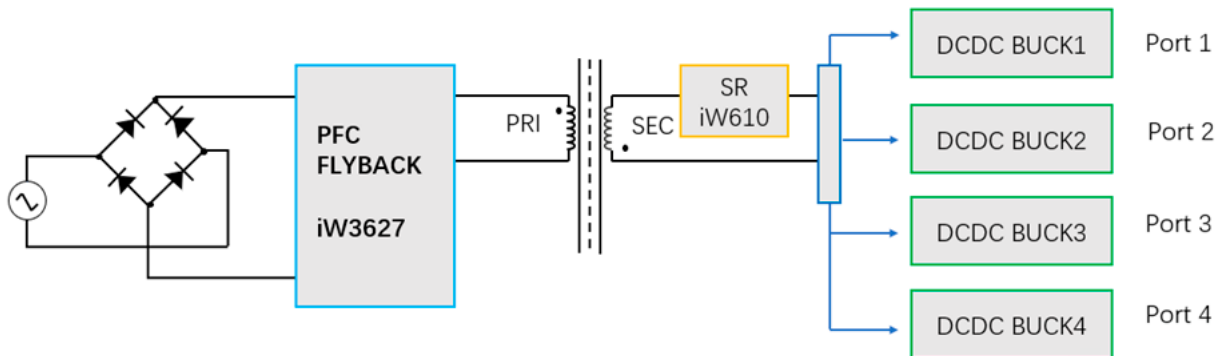 PFC
FLYBACK
iW3627
PRI
SEC
SR
iW610
DCDC BUCK1
Port 1
DCDC BUCK2
Port 2
DCDC BUCK3
Port 3
DCDC BUCK4
Port 4